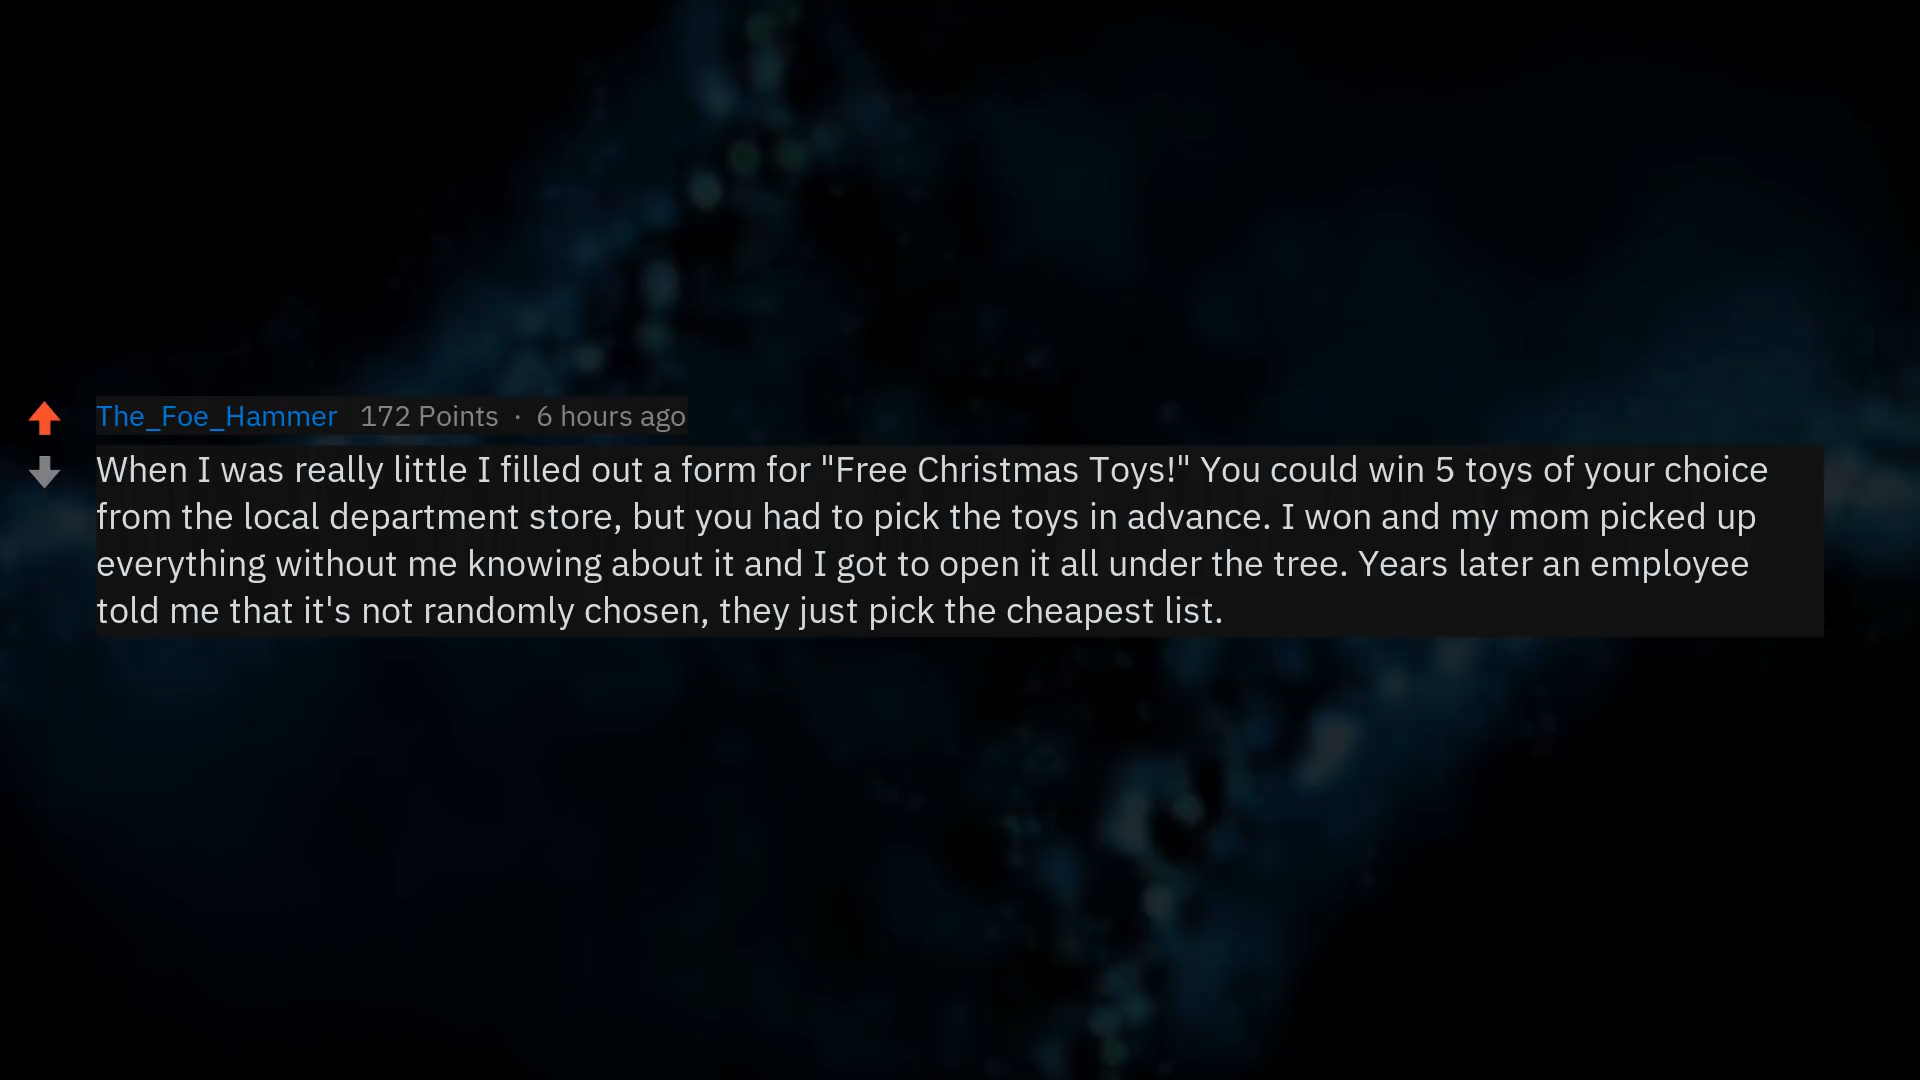 The_Foe_Hammer 172 Points · 6 hours ago
When I was really little I filled out a form for "Free Christmas Toys!" You could win 5 toys of your choice
from the local department store, but you had to pick the toys in advance. I won and my mom picked up
everything without me knowing about it and I got to open it all under the tree. Years later an employee
told me that it's not randomly chosen, they just pick the cheapest list.